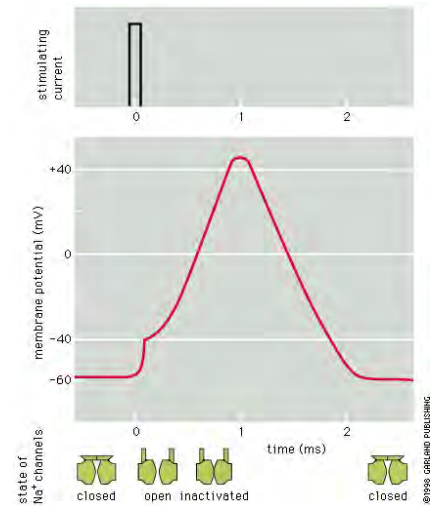 stimulating
current
0
1
2
membrane potential (mV)
+40
0
−40
−60
0
1
2
time (ms)
state of
Na⁺ channels
closed
open
inactivated
closed
©1998 GARLAND PUBLISHING